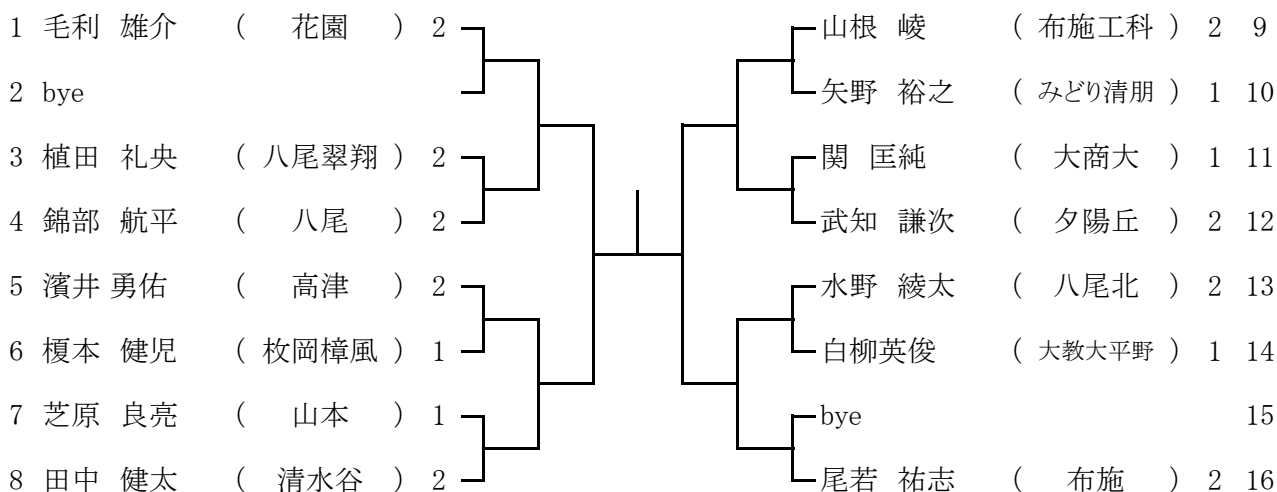 1 毛利 雄介 ( 花園 ) 2
2 bye
3 植田 礼央 ( 八尾翠翔 ) 2
4 錦部 航平 ( 八尾 ) 2
5 濱井 勇佑 ( 高津 ) 2
6 榎本 健児 ( 枚岡樟風 ) 1
7 芝原 良亮 ( 山本 ) 1
8 田中 健太 ( 清水谷 ) 2
山根 崚 ( 布施工科 ) 2 9
矢野 裕之 ( みどり清朋 ) 1 10
関 匡純 ( 大商大 ) 1 11
武知 謙次 ( 夕陽丘 ) 2 12
水野 綾太 ( 八尾北 ) 2 13
白柳英俊 ( 大教大平野 ) 1 14
bye 15
尾若 祐志 ( 布施 ) 2 16